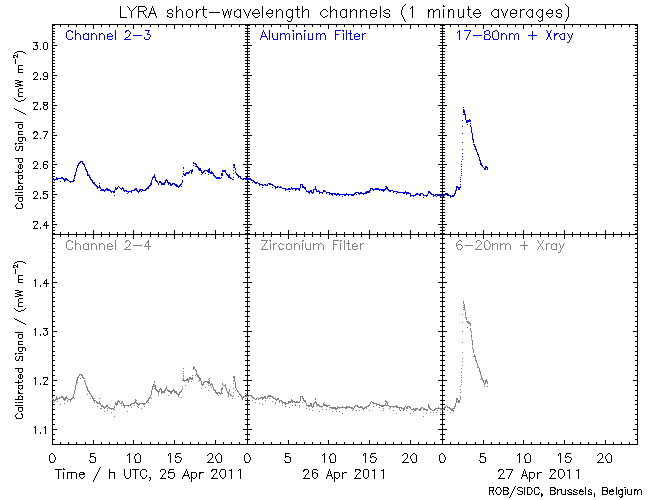 LYRA short-wavelength channels (1 minute averages)
Channel 2-3 Aluminium Filter 17-80nm + Xray
Calibrated Signal / (mW m⁻²)
3.0
2.9
2.8
2.7
2.6
2.5
2.4
Channel 2-4 Zirconium Filter 6-20nm + Xray
Calibrated Signal / (mW m⁻²)
1.4
1.3
1.2
1.1
0 5 10 15 20 0 5 10 15 20 0 5 10 15 20
Time / h UTC, 25 Apr 2011 26 Apr 2011 27 Apr 2011
ROB/SIDC, Brussels, Belgium